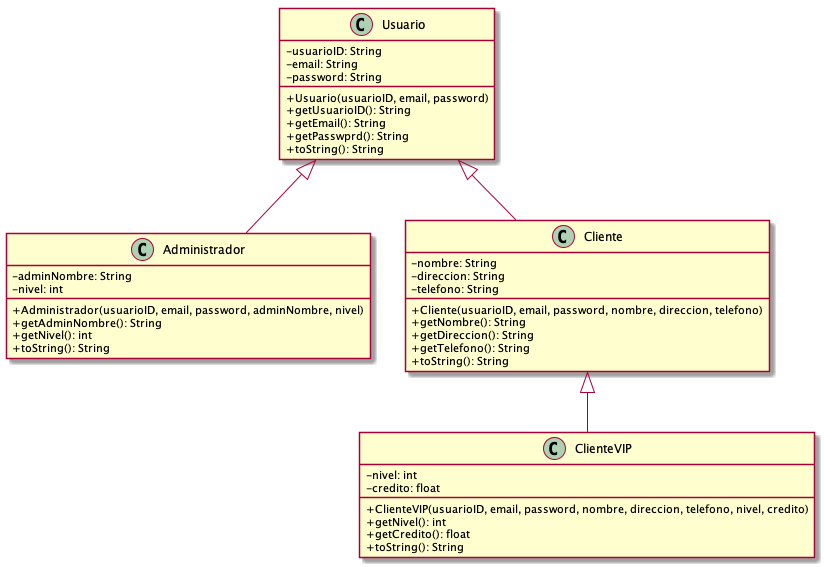 C Usuario
-usuarioID: String
-email: String
-password: String
+Usuario(usuarioID, email, password)
+getUsuarioID(): String
+getEmail(): String
+getPasswprd(): String
+toString(): String
C Administrador
-adminNombre: String
-nivel: int
+Administrador(usuarioID, email, password, adminNombre, nivel)
+getAdminNombre(): String
+getNivel(): int
+toString(): String
C Cliente
-nombre: String
-direccion: String
-telefono: String
+Cliente(usuarioID, email, password, nombre, direccion, telefono)
+getNombre(): String
+getDireccion(): String
+getTelefono(): String
+toString(): String
C ClienteVIP
-nivel: int
-credito: float
+ClienteVIP(usuarioID, email, password, nombre, direccion, telefono, nivel, credito)
+getNivel(): int
+getCredito(): float
+toString(): String